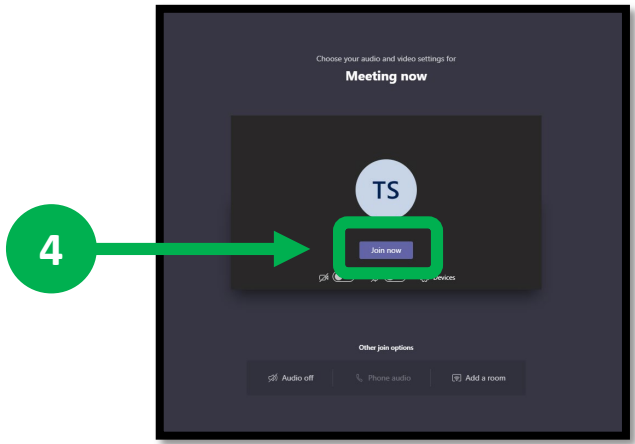 Choose your audio and video settings for
Meeting now
TS
4
Join now
Devices
Other join options
Audio off
Phone audio
Add a room